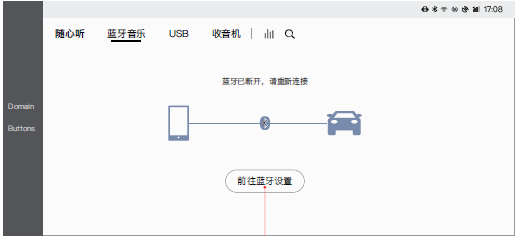 17:08
随心听 蓝牙音乐 USB 收音机
蓝牙已断开，请重新连接
Domain
Buttons
前往蓝牙设置